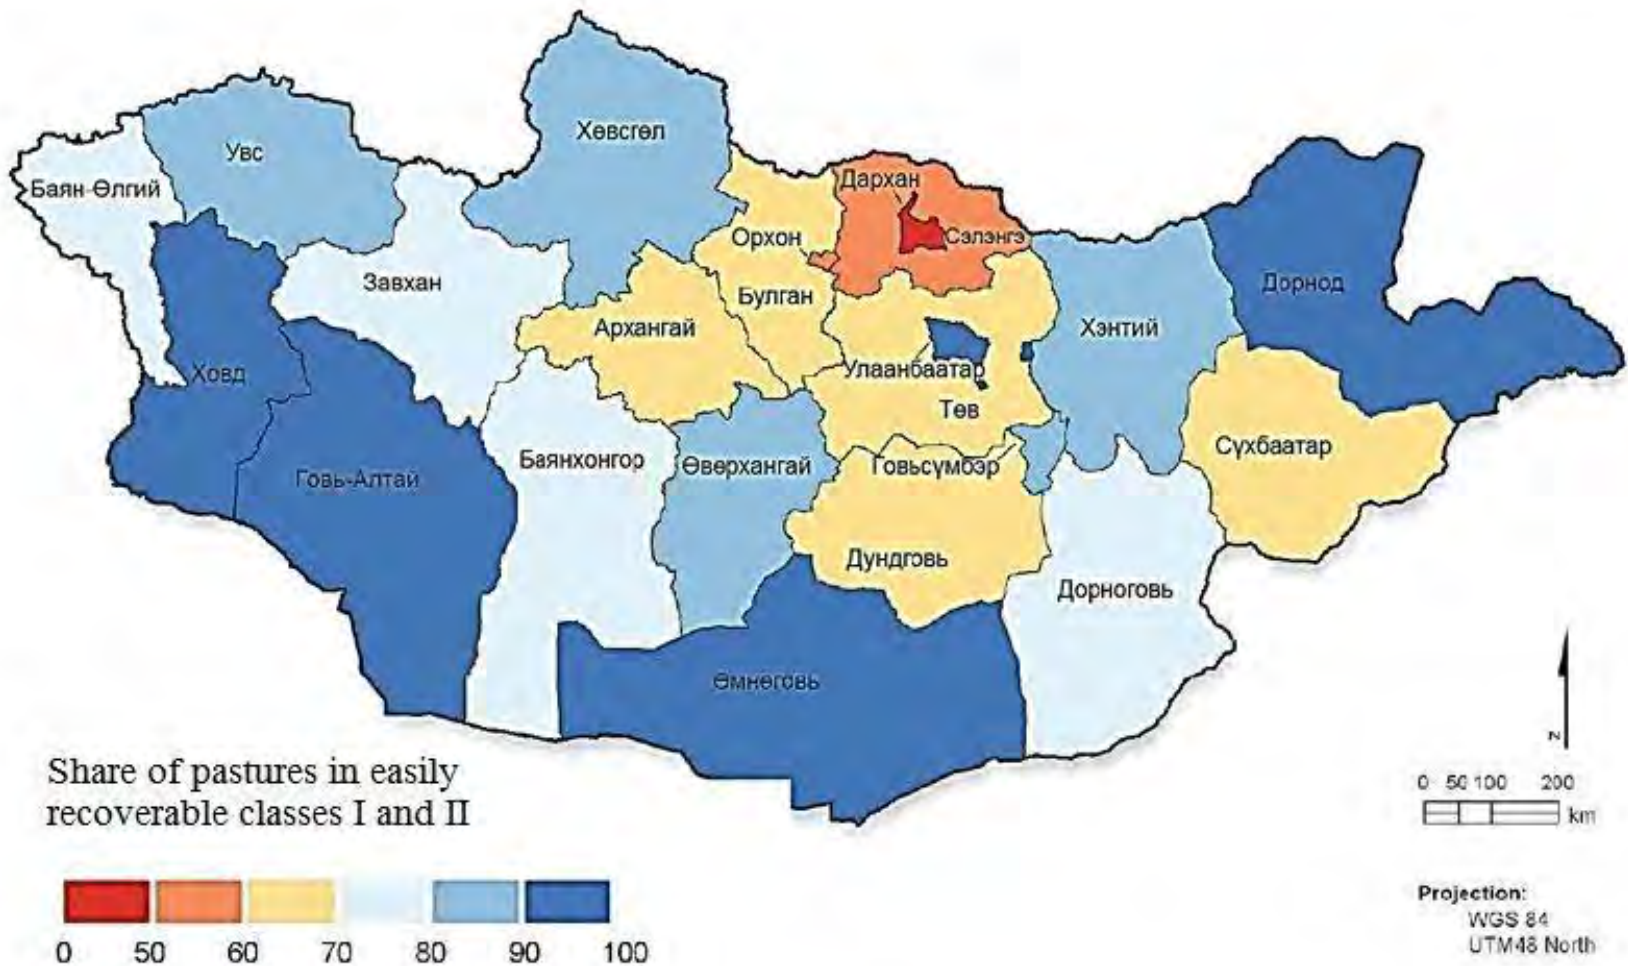 Хөвсгөл
Увс
Баян-Өлгий
Дархан
Орхон
Сэлэнгэ
Завхан
Булган
Дорнод
Архангай
Хэнтий
Ховд
Улаанбаатар
Төв
Сүхбаатар
Баянхонгор
Өвөрхангай
Говьсүмбэр
Говь-Алтай
Дундговь
Дорноговь
Өмнөговь
N
Share of pastures in easily
recoverable classes I and II
0 50 100 200
km
0 50 60 70 80 90 100
Projection:
WGS 84
UTM48 North